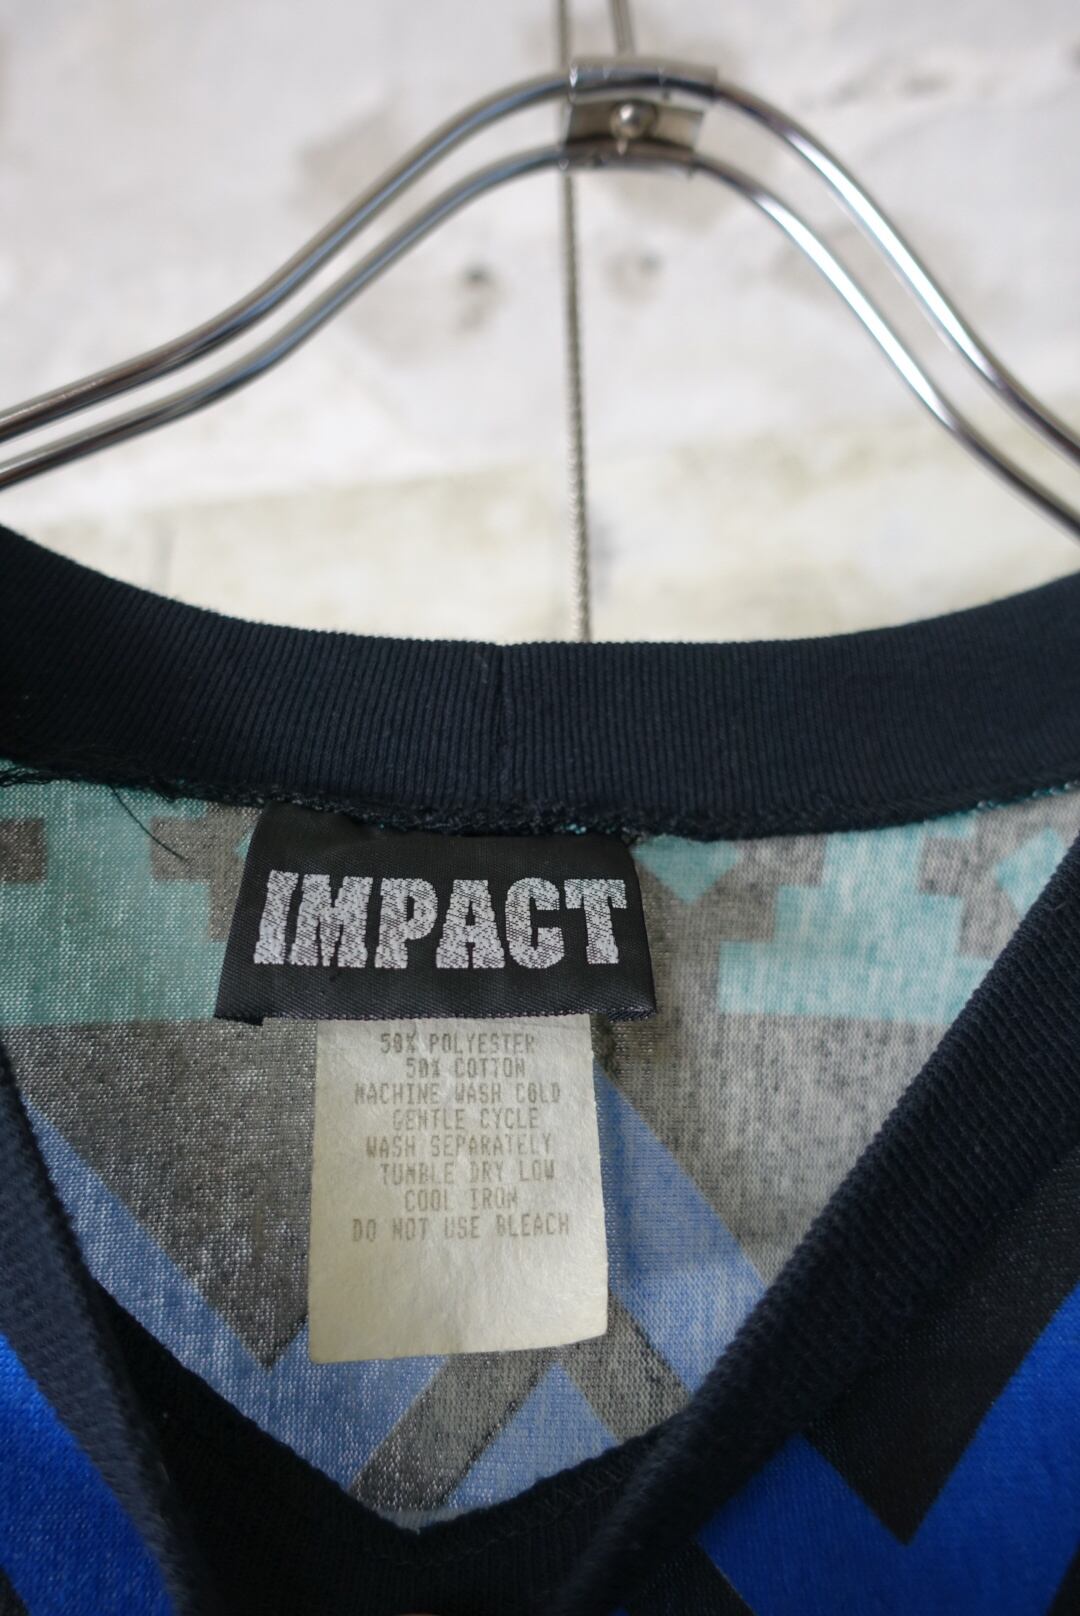 IMPACT
50% POLYESTER
50% COTTON
MACHINE WASH COLD
GENTLE CYCLE
WASH SEPARATELY
TUMBLE DRY LOW
COOL IRON
DO NOT USE BLEACH